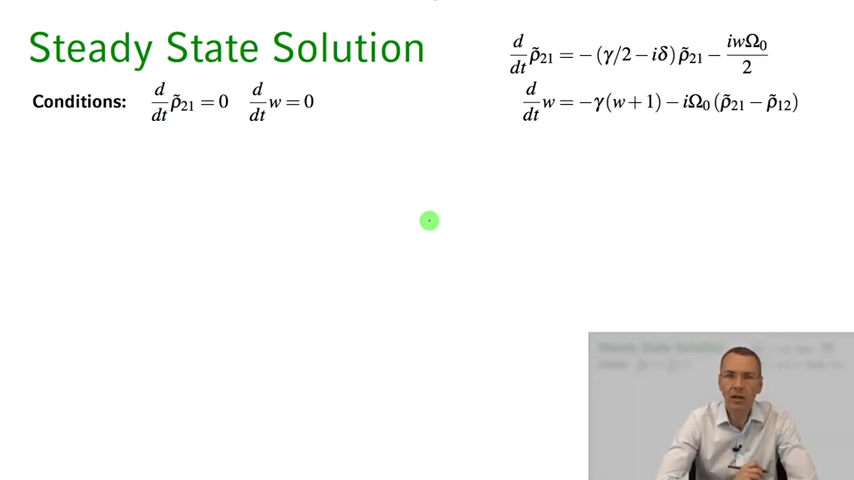 Steady State Solution
Conditions: d/dt ρ̃₂₁ = 0 d/dt w = 0
d/dt ρ̃₂₁ = −(γ/2 − iδ) ρ̃₂₁ − iwΩ₀/2
d/dt w = −γ(w+1) − iΩ₀(ρ̃₂₁ − ρ̃₁₂)